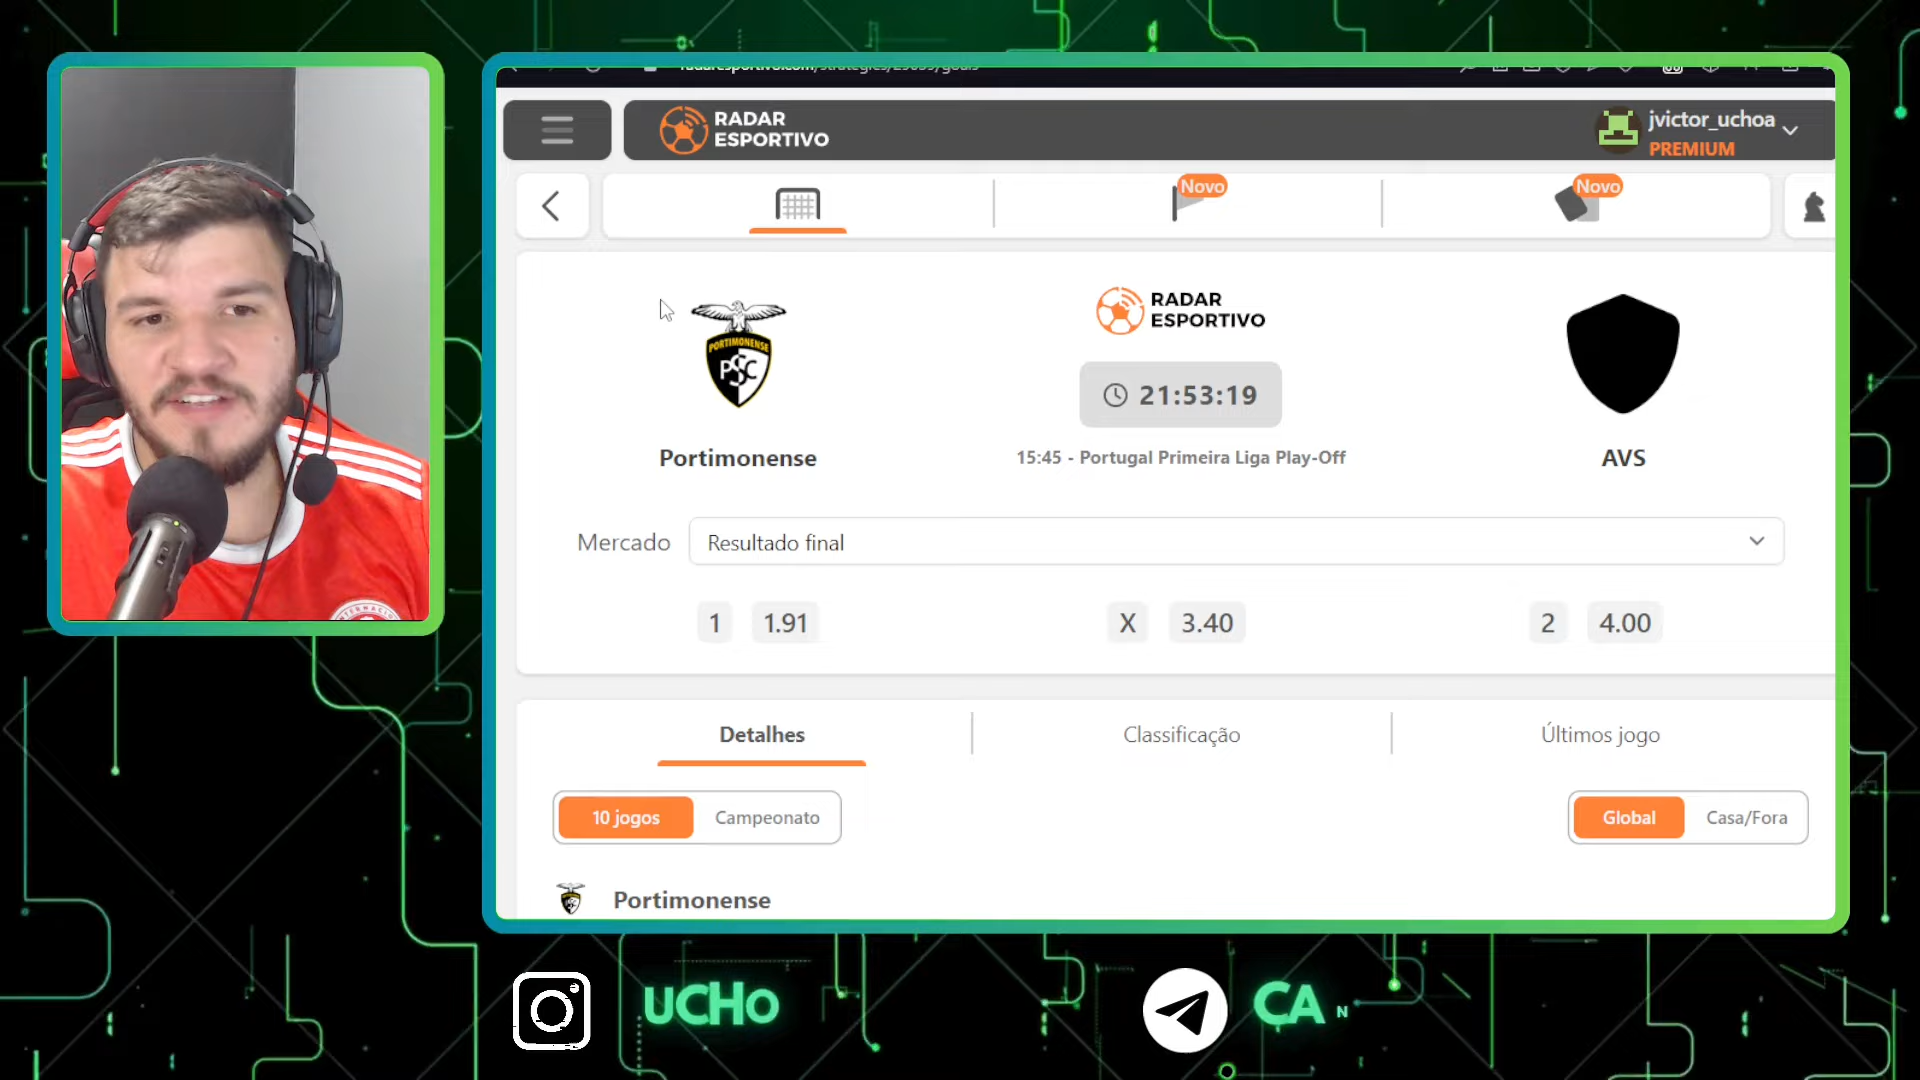 RADAR
ESPORTIVO
jvictor_uchoa
PREMIUM
Novo
Novo
PORTIMONENSE
PSC
RADAR
ESPORTIVO
21:53:19
Portimonense
15:45 - Portugal Primeira Liga Play-Off
AVS
Mercado
Resultado final
1
1.91
X
3.40
2
4.00
Detalhes
Classificação
Últimos jogo
10 jogos
Campeonato
Global
Casa/Fora
Portimonense
UCHO
CA N